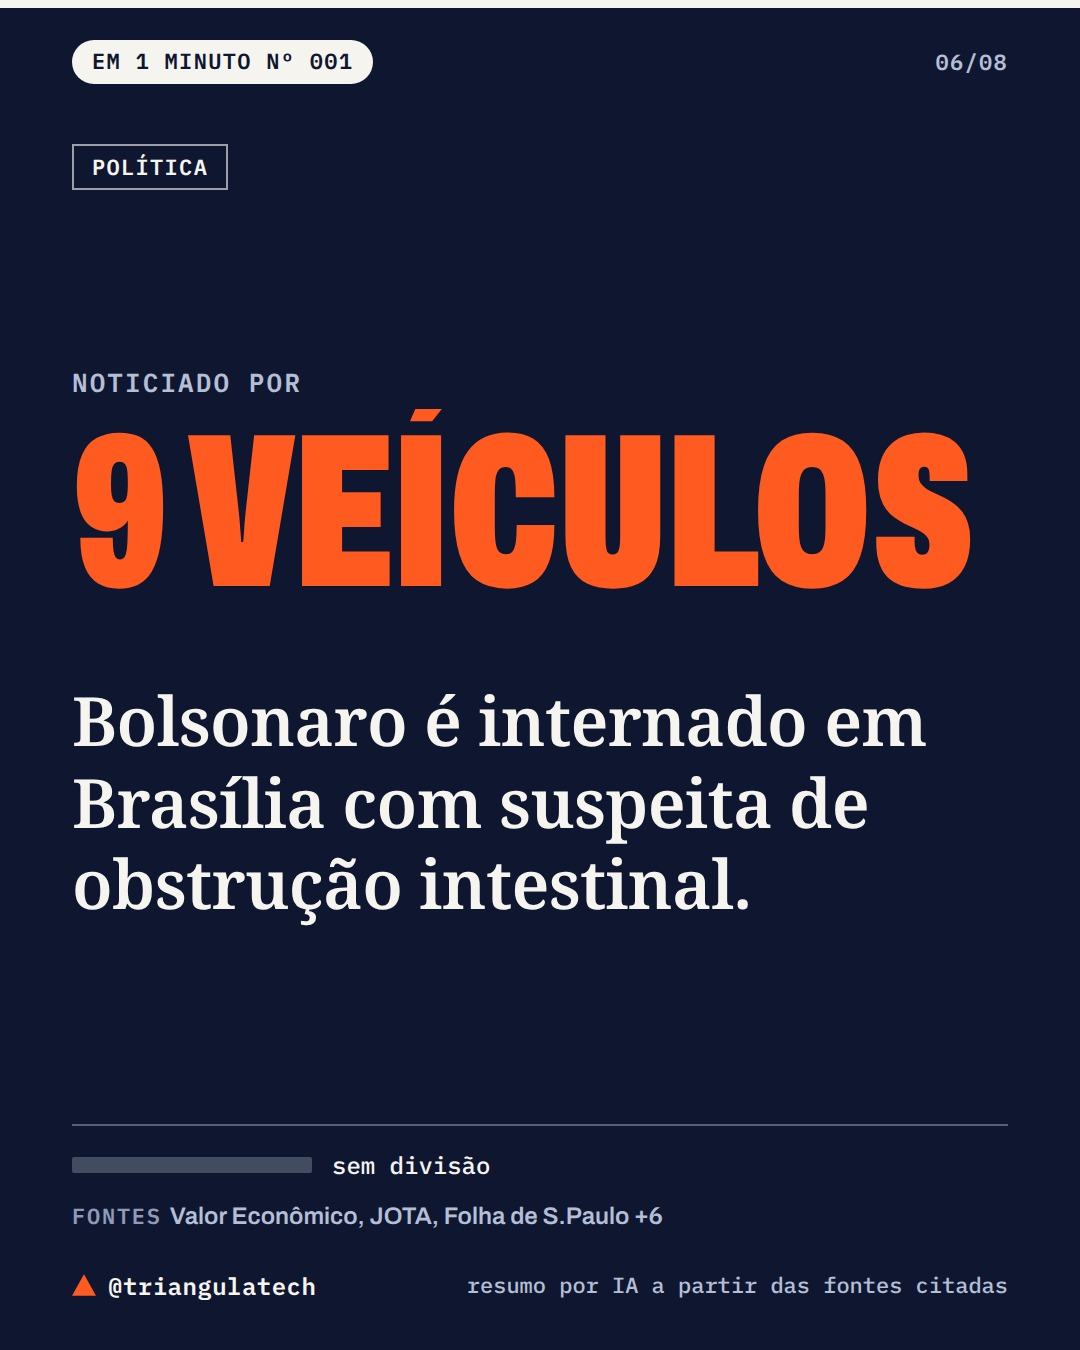 EM 1 MINUTO Nº 001
06/08
POLÍTICA
NOTICIADO POR
9 VEÍCULOS
Bolsonaro é internado em
Brasília com suspeita de
obstrução intestinal.
sem divisão
FONTES Valor Econômico, JOTA, Folha de S.Paulo +6
@triangulatech
resumo por IA a partir das fontes citadas